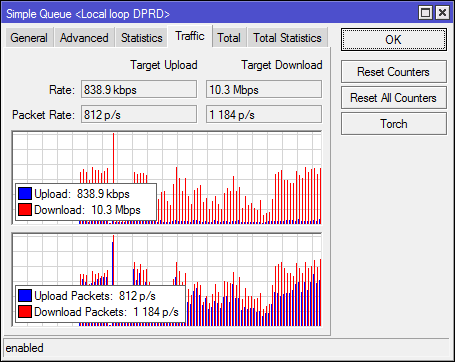 Simple Queue <Local loop DPRD>
General Advanced Statistics Traffic Total Total Statistics
OK
Reset Counters
Reset All Counters
Torch
Target Upload Target Download
Rate: 838.9 kbps 10.3 Mbps
Packet Rate: 812 p/s 1 184 p/s
Upload: 838.9 kbps
Download: 10.3 Mbps
Upload Packets: 812 p/s
Download Packets: 1 184 p/s
enabled